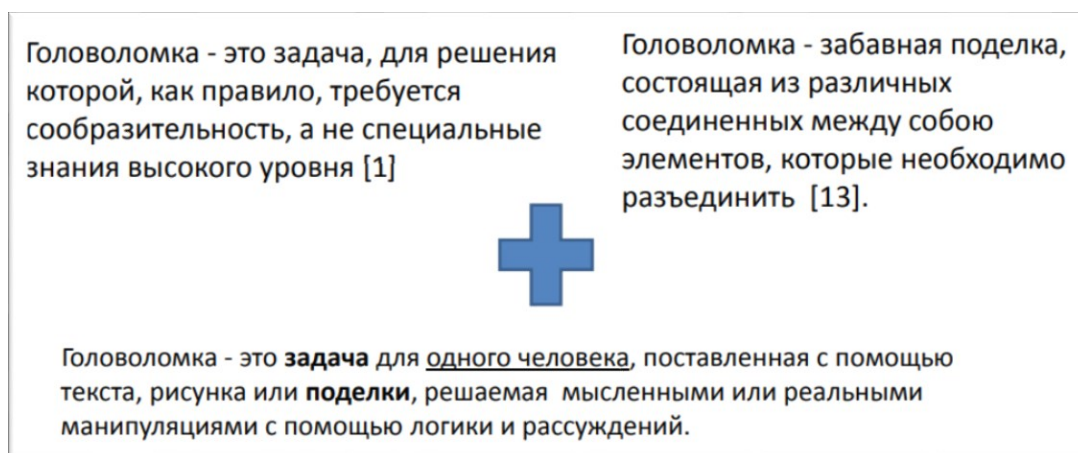 Головоломка - это задача, для решения
которой, как правило, требуется
сообразительность, а не специальные
знания высокого уровня [1]
Головоломка - забавная поделка,
состоящая из различных
соединенных между собою
элементов, которые необходимо
разъединить [13].
Головоломка - это задача для одного человека, поставленная с помощью
текста, рисунка или поделки, решаемая мысленными или реальными
манипуляциями с помощью логики и рассуждений.